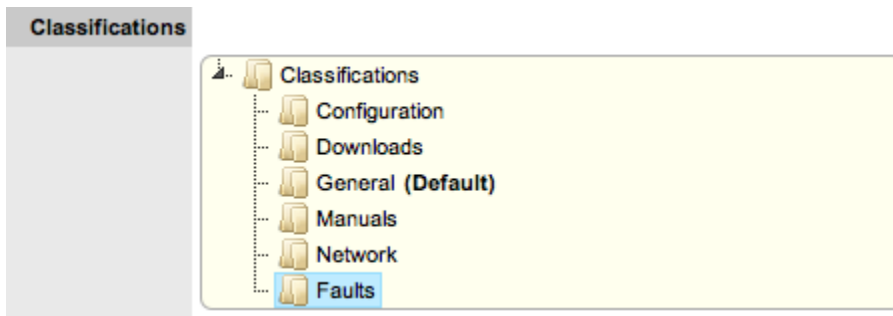 Classifications
Classifications
Configuration
Downloads
General (Default)
Manuals
Network
Faults